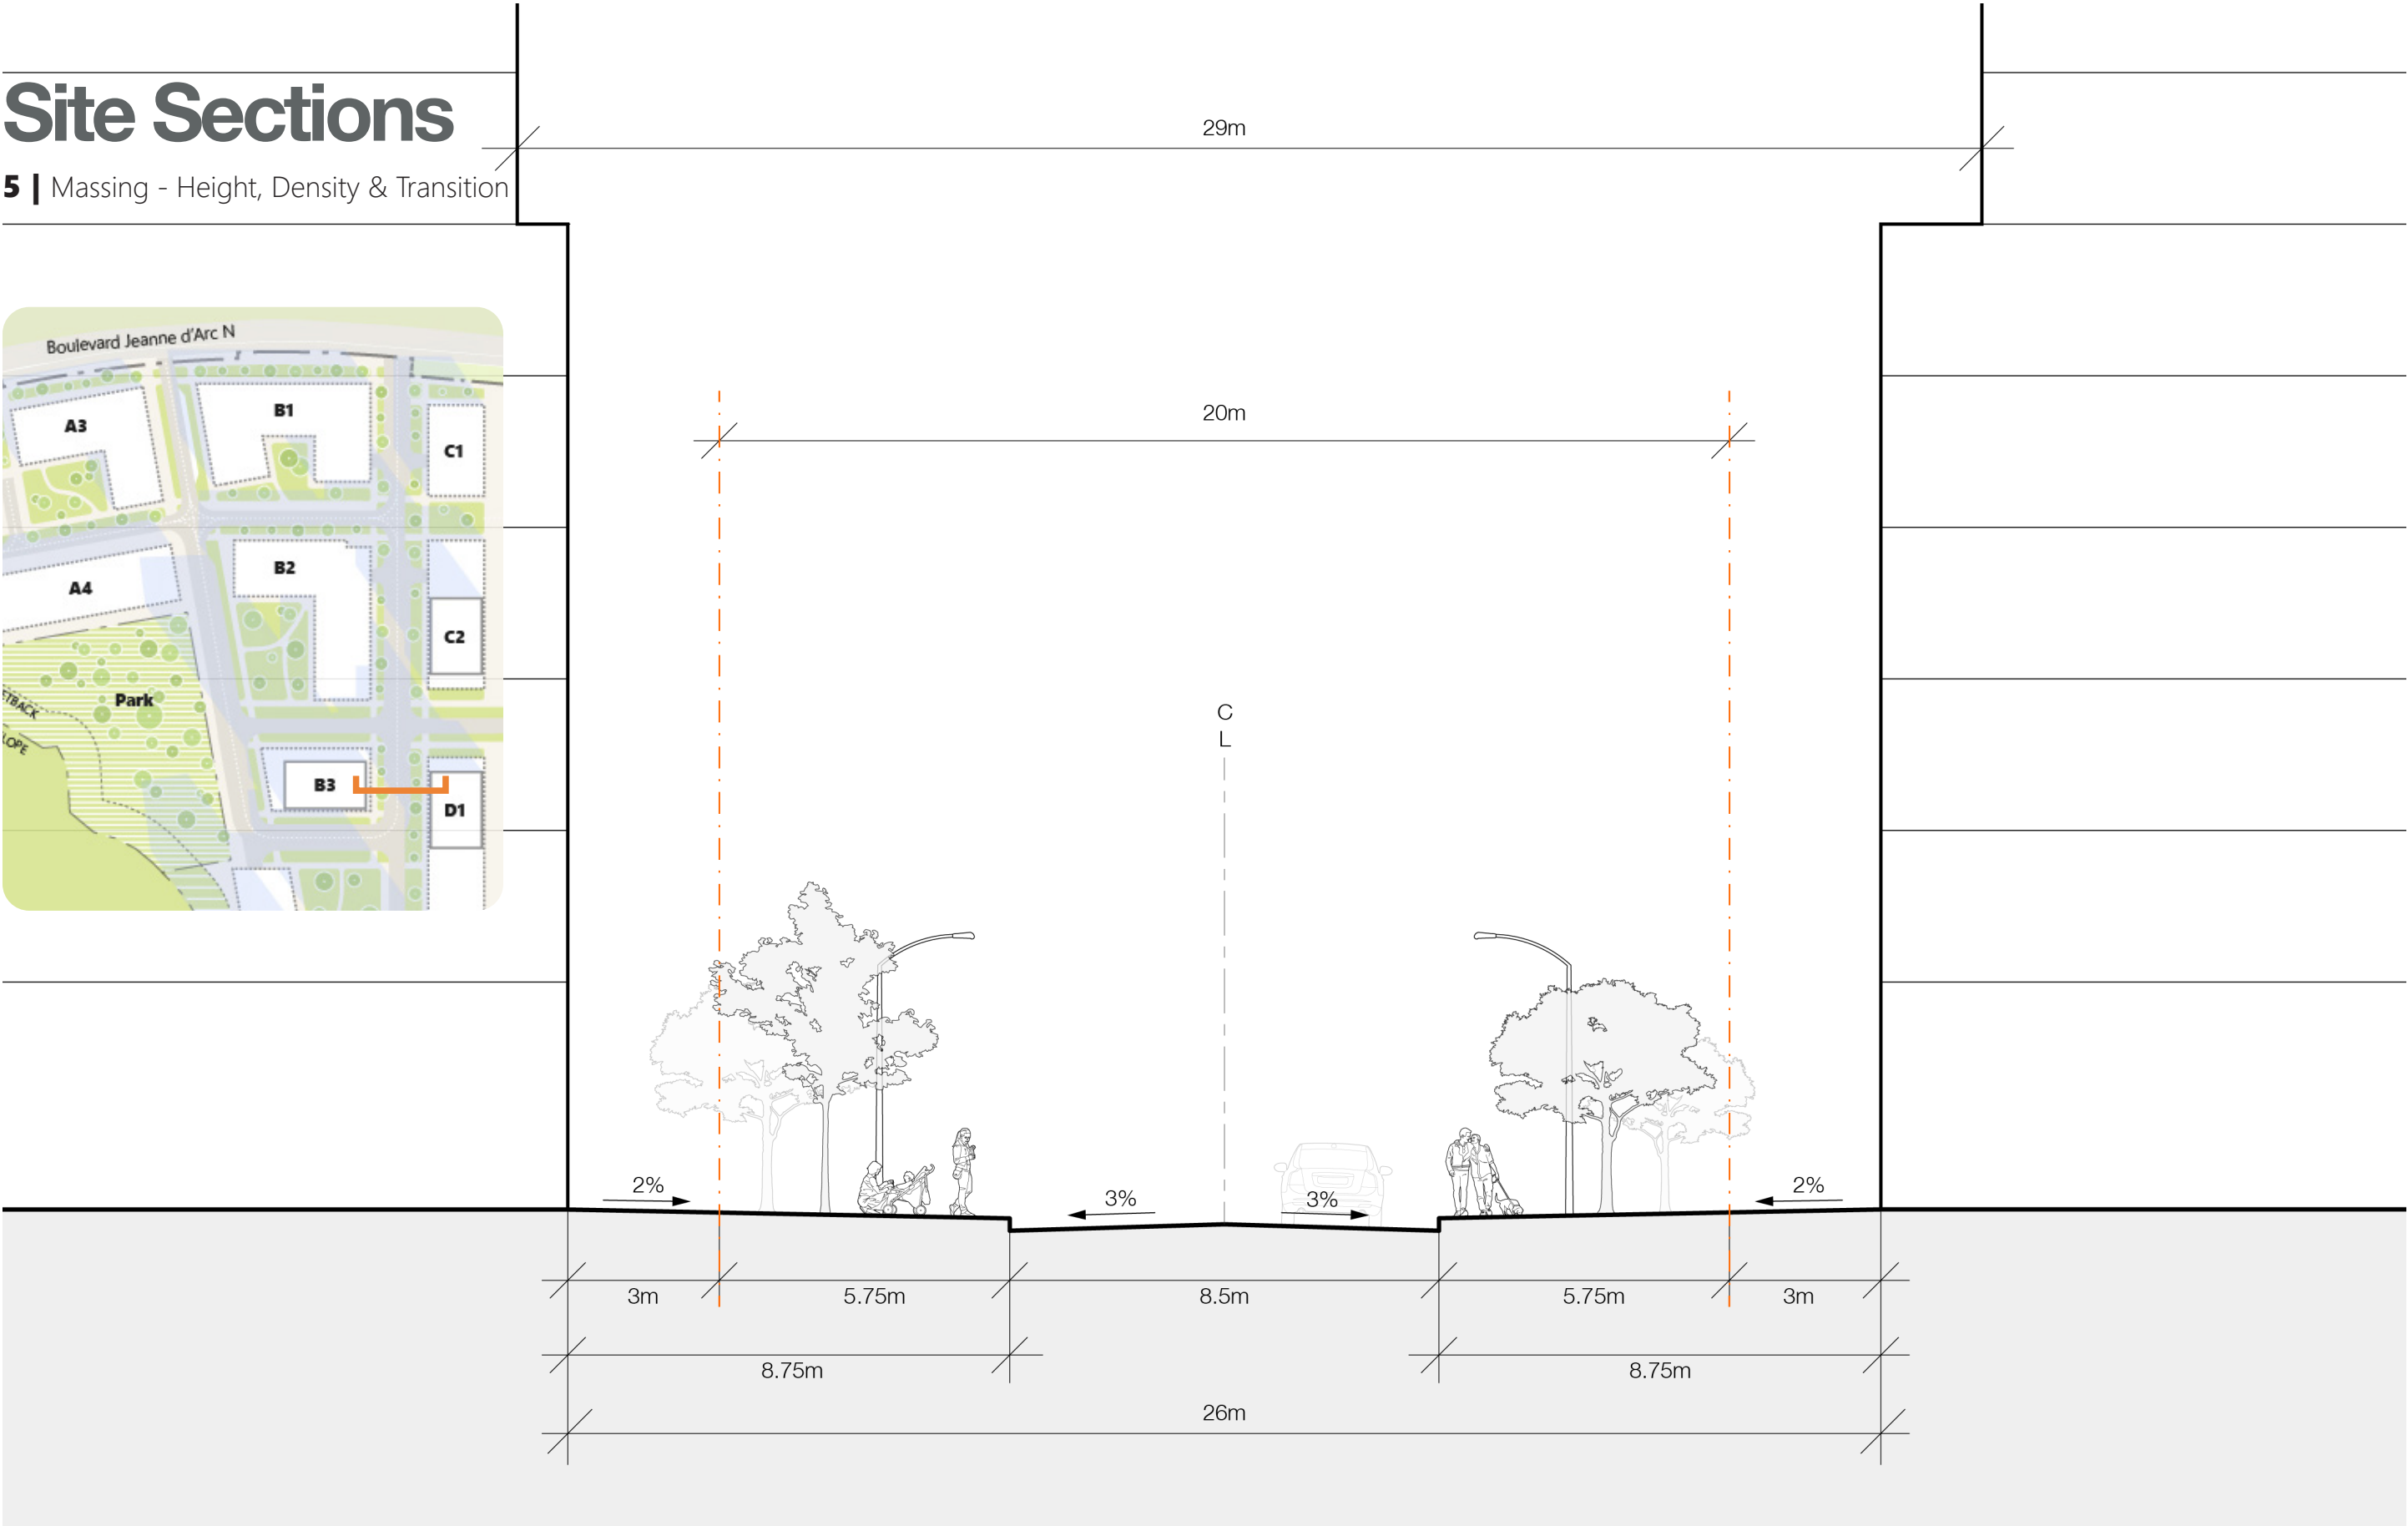 Site Sections
5 | Massing - Height, Density & Transition
29m
Boulevard Jeanne d'Arc N
A3
B1
C1
B2
A4
C2
Park
ETBACK
LOPE
B3
D1
20m
C
L
2%
3%
3%
2%
3m
5.75m
8.5m
5.75m
3m
8.75m
8.75m
26m